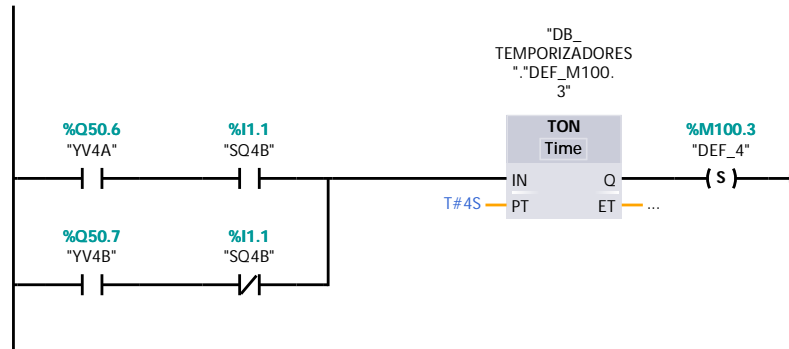 "DB_
TEMPORIZADORES
"."DEF_M100.
3"
%Q50.6
"YV4A"
%I1.1
"SQ4B"
TON
Time
%M100.3
"DEF_4"
IN
Q
S
T#4S
PT
ET
...
%Q50.7
"YV4B"
%I1.1
"SQ4B"